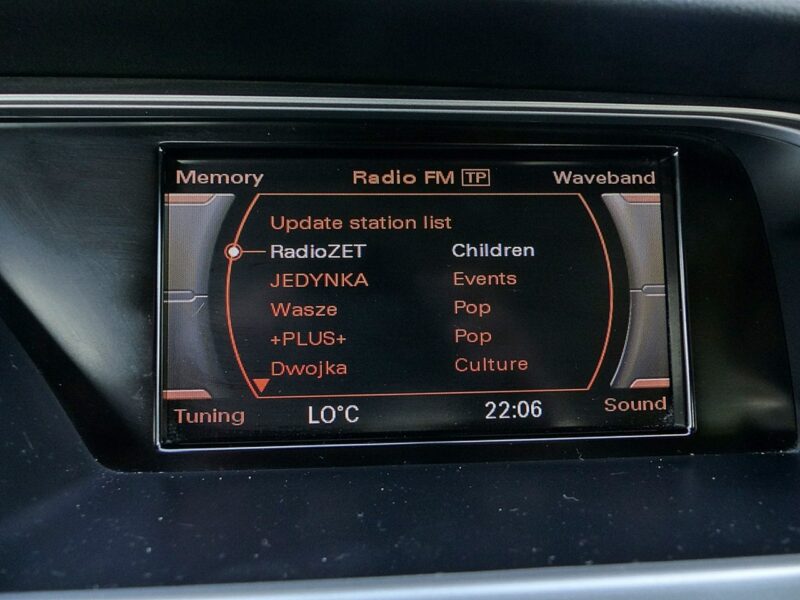 Memory Radio FM TP Waveband
Update station list
RadioZET Children
JEDYNKA Events
Wasze Pop
+PLUS+ Pop
Dwojka Culture
Tuning LO°C 22:06 Sound